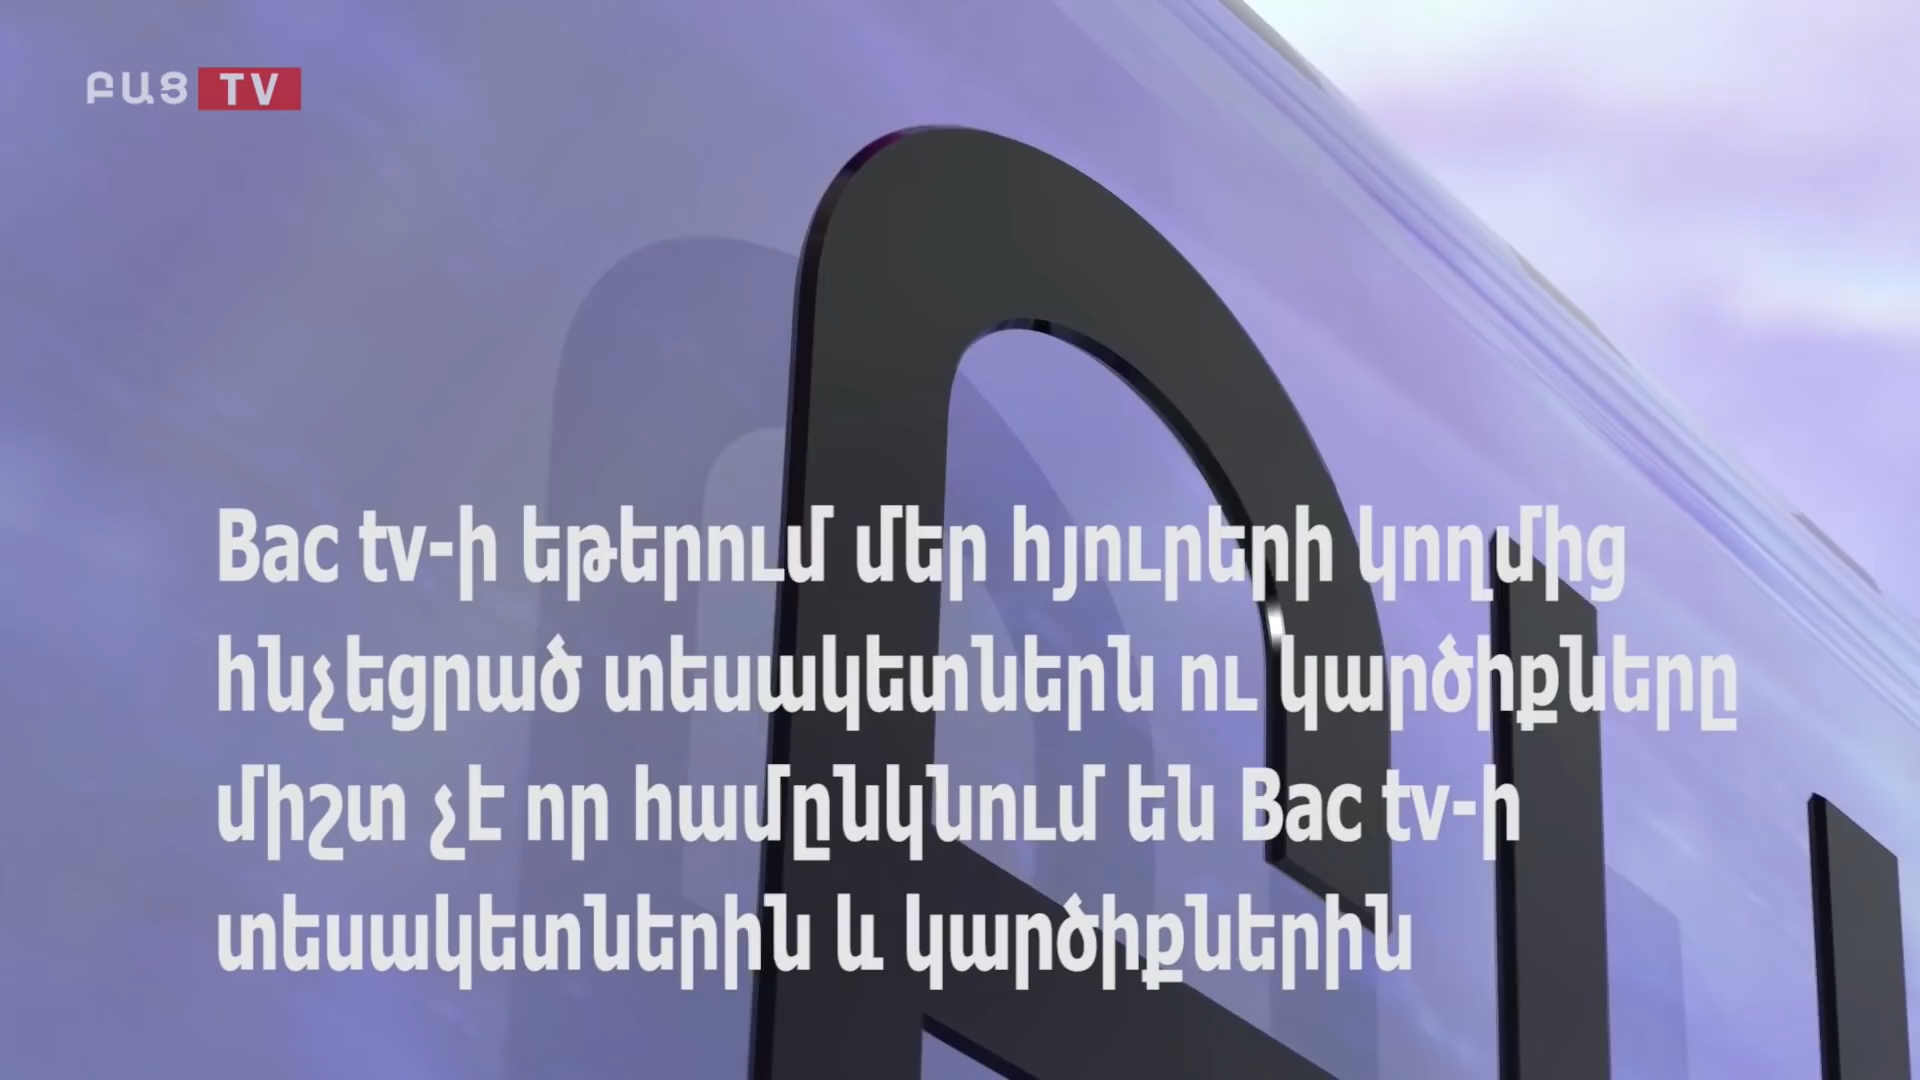 ԲԱՑ TV
Bac tv-ի եթերում մեր հյուրերի կողմից
հնչեցրած տեսակետներն ու կարծիքները
միշտ չէ որ համընկնում են Bac tv-ի
տեսակետներին և կարծիքներին